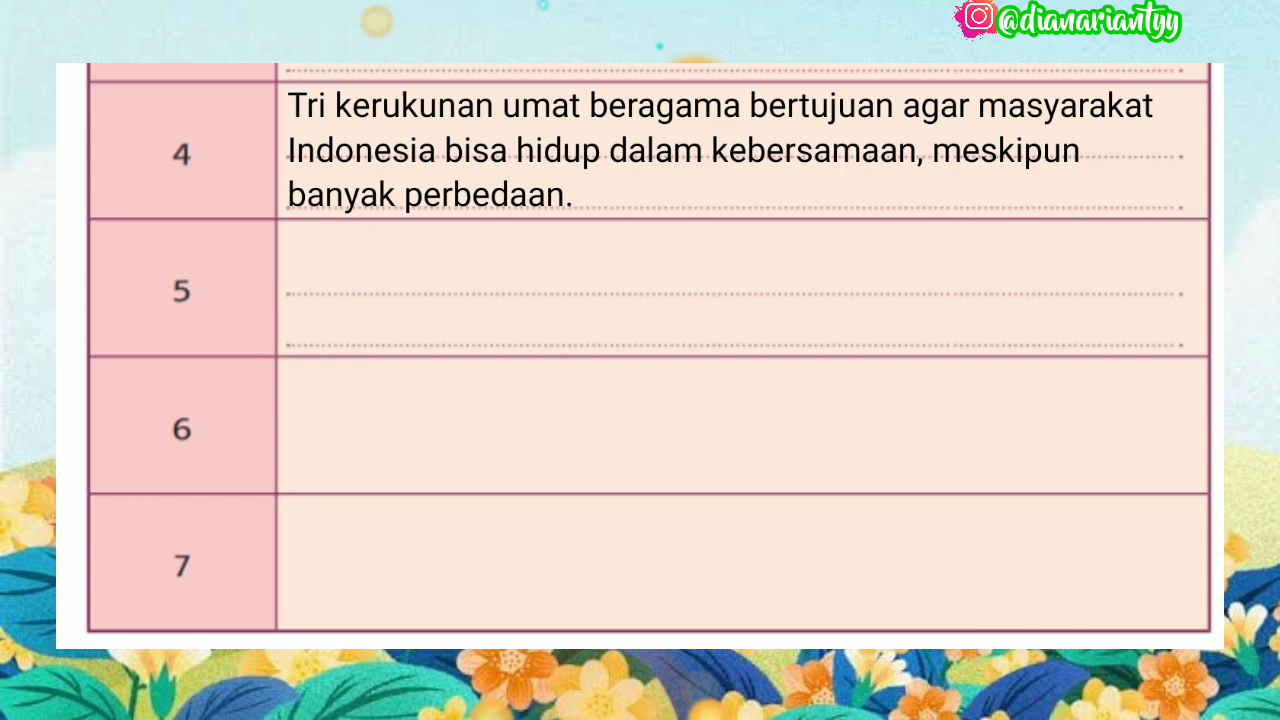 @dianariantyy
4
Tri kerukunan umat beragama bertujuan agar masyarakat
Indonesia bisa hidup dalam kebersamaan, meskipun
banyak perbedaan.
5
6
7